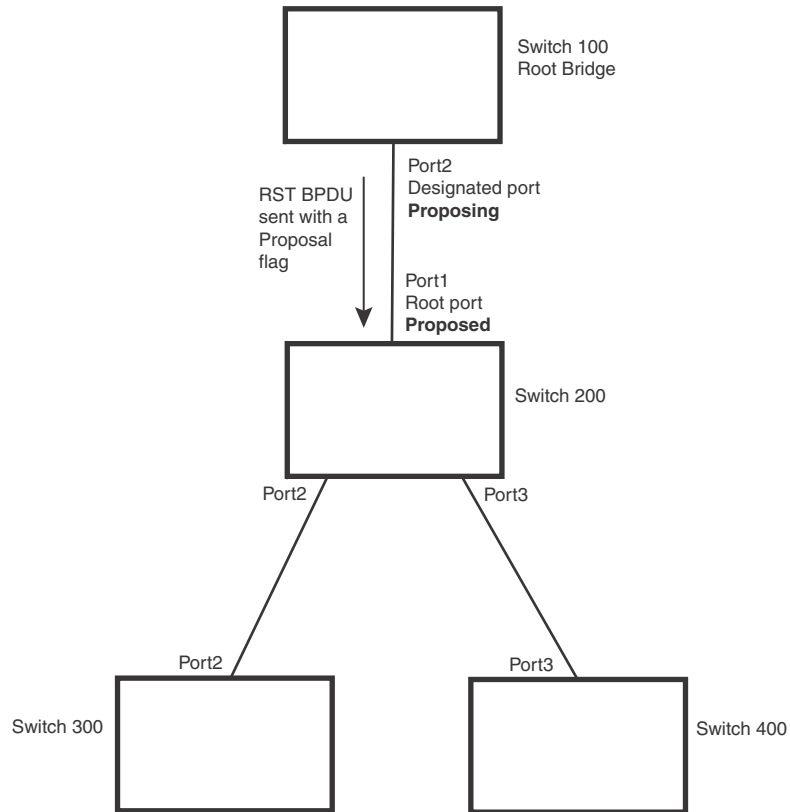 Switch 100
Root Bridge
Port2
Designated port
Proposing
RST BPDU
sent with a
Proposal
flag
Port1
Root port
Proposed
Switch 200
Port2
Port3
Port2
Port3
Switch 300
Switch 400